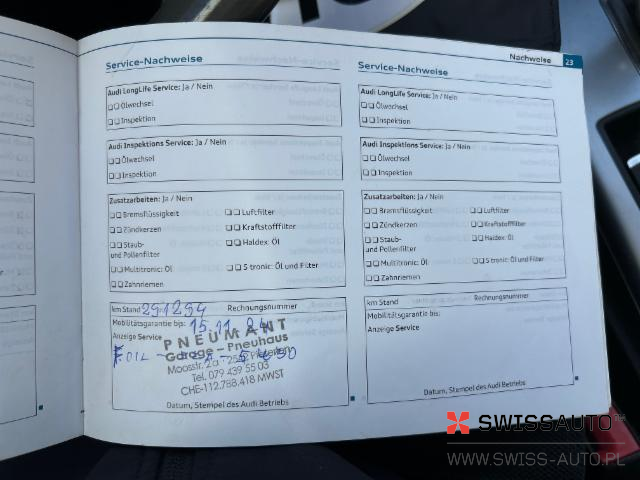 Nachweise 23
Service-Nachweise
Audi LongLife Service: Ja / Nein
Ölwechsel
Inspektion
Audi Inspektions Service: Ja / Nein
Ölwechsel
Inspektion
Zusatzarbeiten: Ja / Nein
Bremsflüssigkeit Luftfilter
Zündkerzen Kraftstofffilter
Staub- Haldex: Öl
und Pollenfilter
Multitronic: Öl S tronic: Öl und Filter
Zahnriemen
km Stand 291294 Rechnungsnummer
Mobilitätsgarantie bis: 15.11.24
Anzeige Service
PNEUMANT
Garage - Pneuhaus
Moosstr. 2a
Tel. 079 439 55 03
CHE-112.788.418 MWST
Datum, Stempel des Audi Betriebs
Service-Nachweise
Audi LongLife Service: Ja / Nein
Ölwechsel
Inspektion
Audi Inspektions Service: Ja / Nein
Ölwechsel
Inspektion
Zusatzarbeiten: Ja / Nein
Bremsflüssigkeit Luftfilter
Zündkerzen Kraftstofffilter
Staub- Haldex: Öl
und Pollenfilter
Multitronic: Öl S tronic: Öl und Filter
Zahnriemen
km Stand Rechnungsnummer
Mobilitätsgarantie bis:
Anzeige Service
Datum, Stempel des Audi Betriebs
SWISSAUTO
WWW.SWISS-AUTO.PL